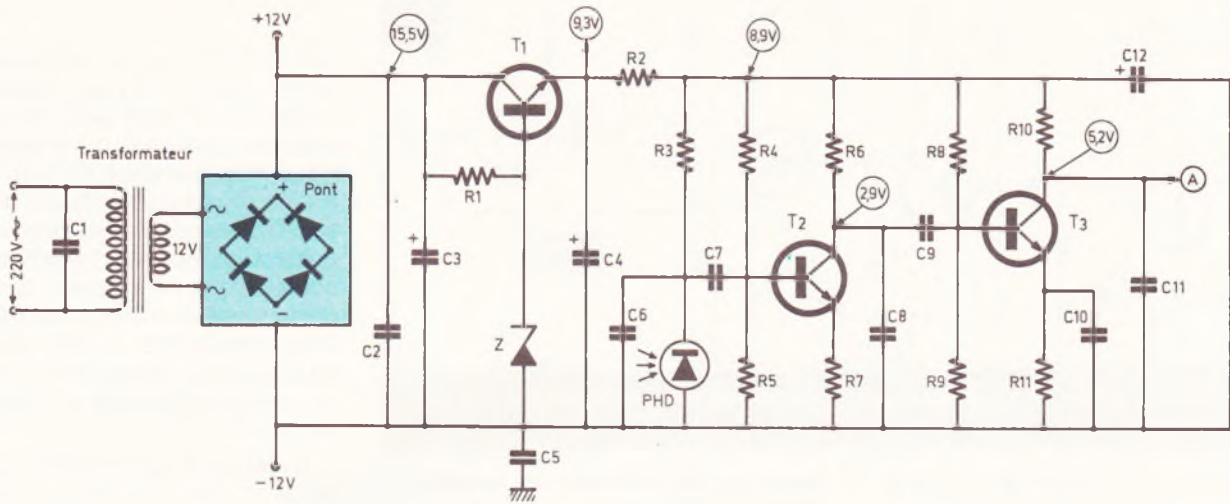 +12V
15,5V
T1
9,3V
R2
8,9V
C12
+
R3
R4
R6
R8
R10
5,2V
A
Transformateur
+ Pont
R1
2,9V
T2
T3
220V
C1
12V
+
C3
+
C4
C7
C9
C11
C2
Z
C6
PHD
R5
R7
C8
R9
R11
C10
-
C5
-12V